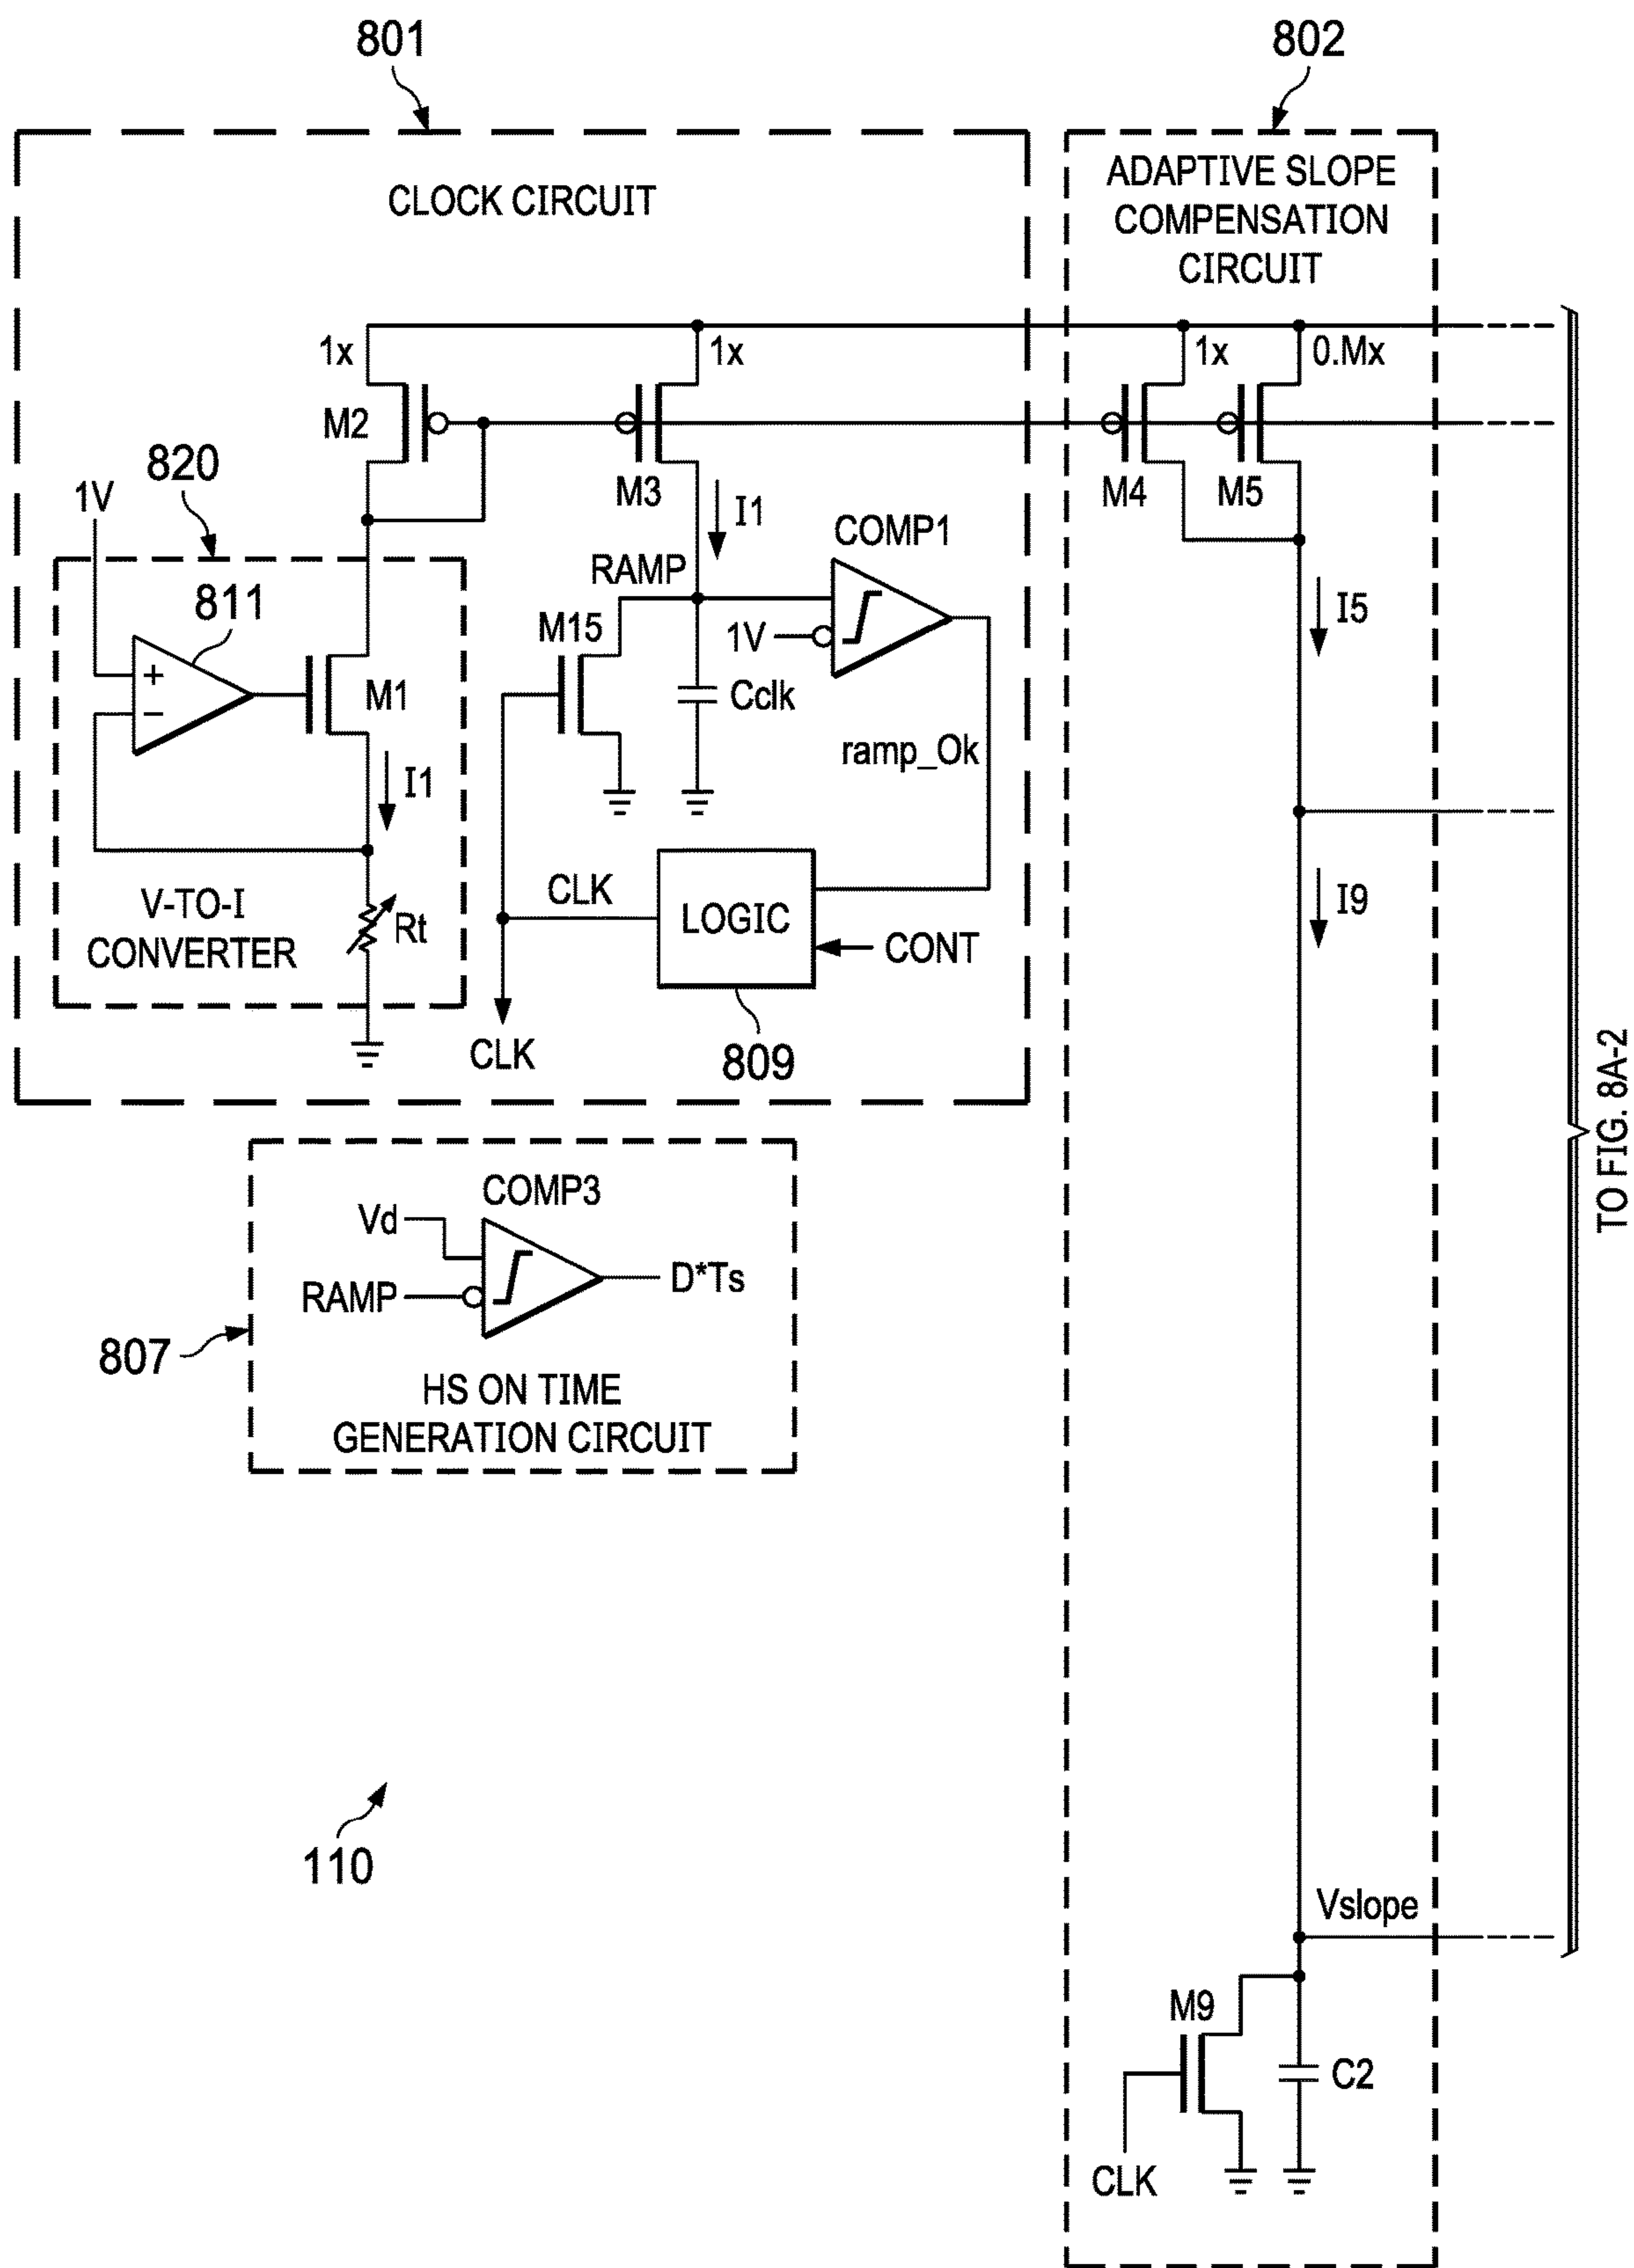 801
802
CLOCK CIRCUIT
ADAPTIVE SLOPE
COMPENSATION
CIRCUIT
1x
1x
1x
0.Mx
M2
M3
M4
M5
820
1V
I1
COMP1
RAMP
811
M15
1V
I5
+
−
M1
Cclk
ramp_Ok
I1
V-TO-I
CONVERTER
Rt
CLK
LOGIC
CONT
I9
CLK
809
TO FIG. 8A-2
COMP3
Vd
RAMP
D*Ts
807
HS ON TIME
GENERATION CIRCUIT
110
Vslope
M9
C2
CLK